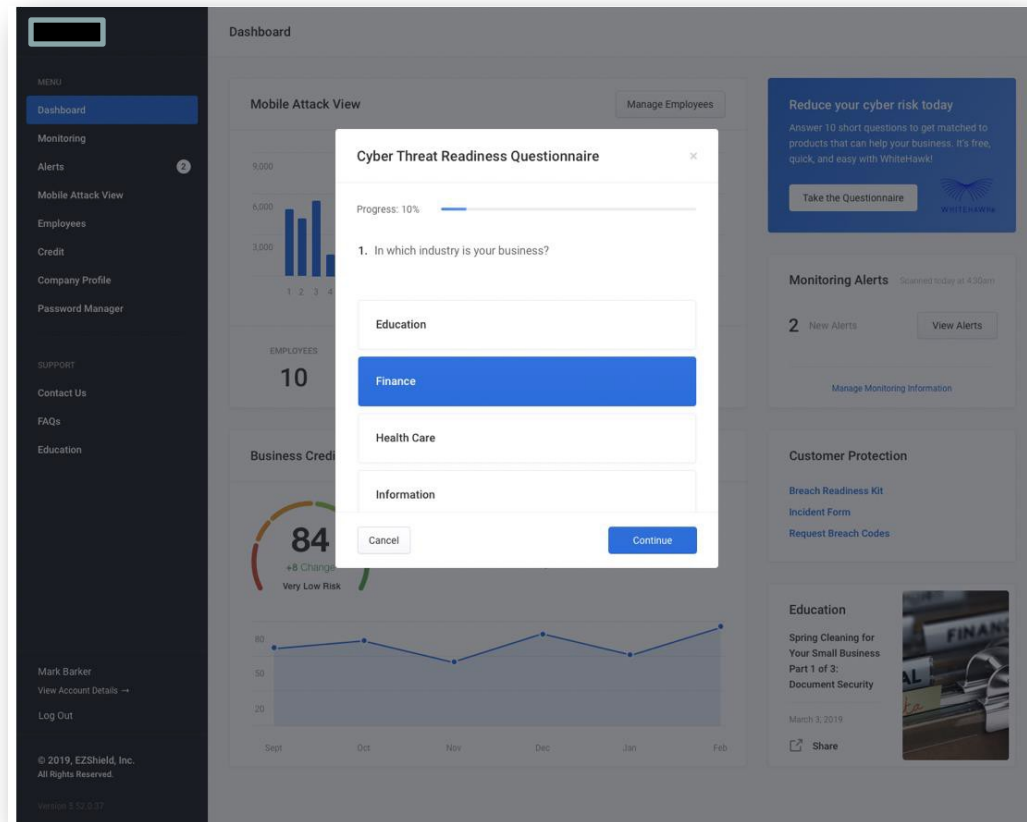 Dashboard
MENU
Dashboard
Monitoring
Alerts 2
Mobile Attack View
Employees
Credit
Company Profile
Password Manager
SUPPORT
Contact Us
FAQs
Education
Mark Barker
View Account Details →
Log Out
© 2019, EZShield, Inc.
All Rights Reserved.
Version 3.52.0.37
Mobile Attack View
Manage Employees
9,000
6,000
3,000
1 2 3 4
EMPLOYEES
10
Cyber Threat Readiness Questionnaire ×
Progress: 10%
1. In which industry is your business?
Education
Finance
Health Care
Information
Cancel
Continue
Business Credi
84
+8 Change
Very Low Risk
80
50
20
Sept Oct Nov Dec Jan Feb
Reduce your cyber risk today
Answer 10 short questions to get matched to
products that can help your business. It's free,
quick, and easy with WhiteHawk!
Take the Questionnaire
WHITEHAWK
Monitoring Alerts Scanned today at 4:30am
2 New Alerts
View Alerts
Manage Monitoring Information
Customer Protection
Breach Readiness Kit
Incident Form
Request Breach Codes
Education
Spring Cleaning for
Your Small Business
Part 1 of 3:
Document Security
March 3, 2019
Share
FINANC
AL